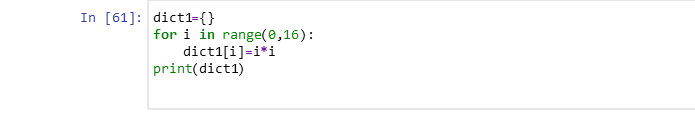 In [61]: dict1={}
for i in range(0,16):
    dict1[i]=i*i
print(dict1)